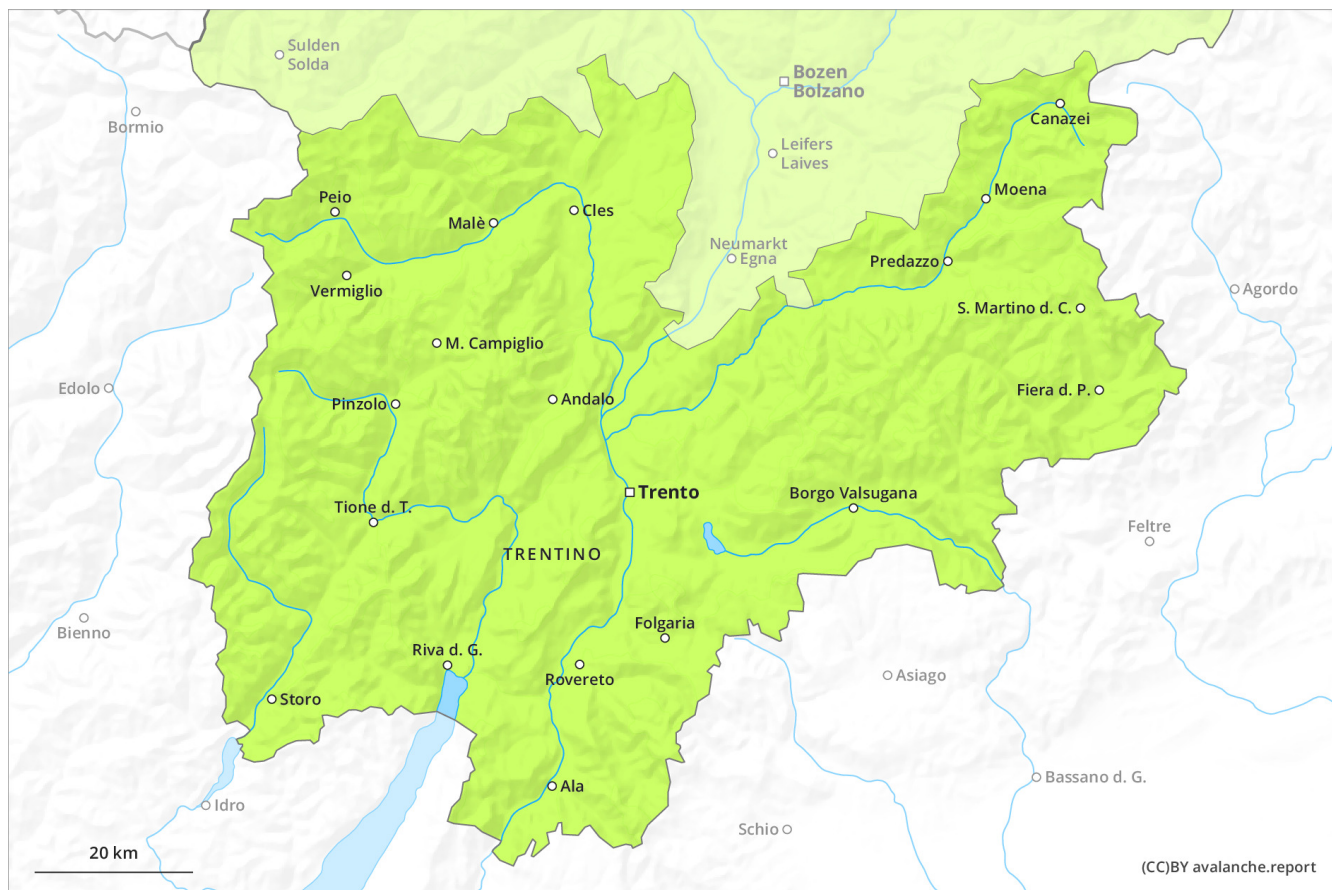 Sulden
Solda
Bozen
Bolzano
Bormio
Canazei
Leifers
Laives
Moena
Peio
Malè
Cles
Neumarkt
Egna
Predazzo
Vermiglio
Agordo
S. Martino d. C.
M. Campiglio
Edolo
Fiera d. P.
Andalo
Pinzolo
Trento
Borgo Valsugana
Tione d. T.
Feltre
TRENTINO
Bienno
Folgaria
Riva d. G.
Rovereto
Asiago
Storo
Bassano d. G.
Ala
Idro
Schio
20 km
(CC)BY avalanche.report